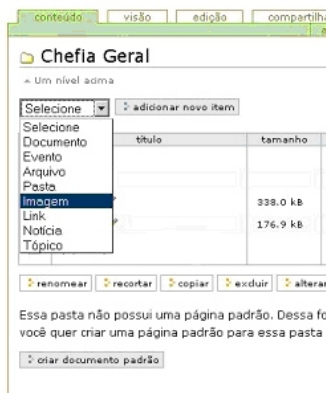 conteúdo visão edição compartilha
Chefia Geral
Um nível acima
Selecione adicionar novo item
Selecione
Documento título tamanho
Evento
Arquivo
Pasta
Imagem 338.0 kB
Link
Notícia 176.9 kB
Tópico
renomear recortar copiar excluir alterar
Essa pasta não possui uma página padrão. Dessa fo
você quer criar uma página padrão para essa pasta
criar documento padrão